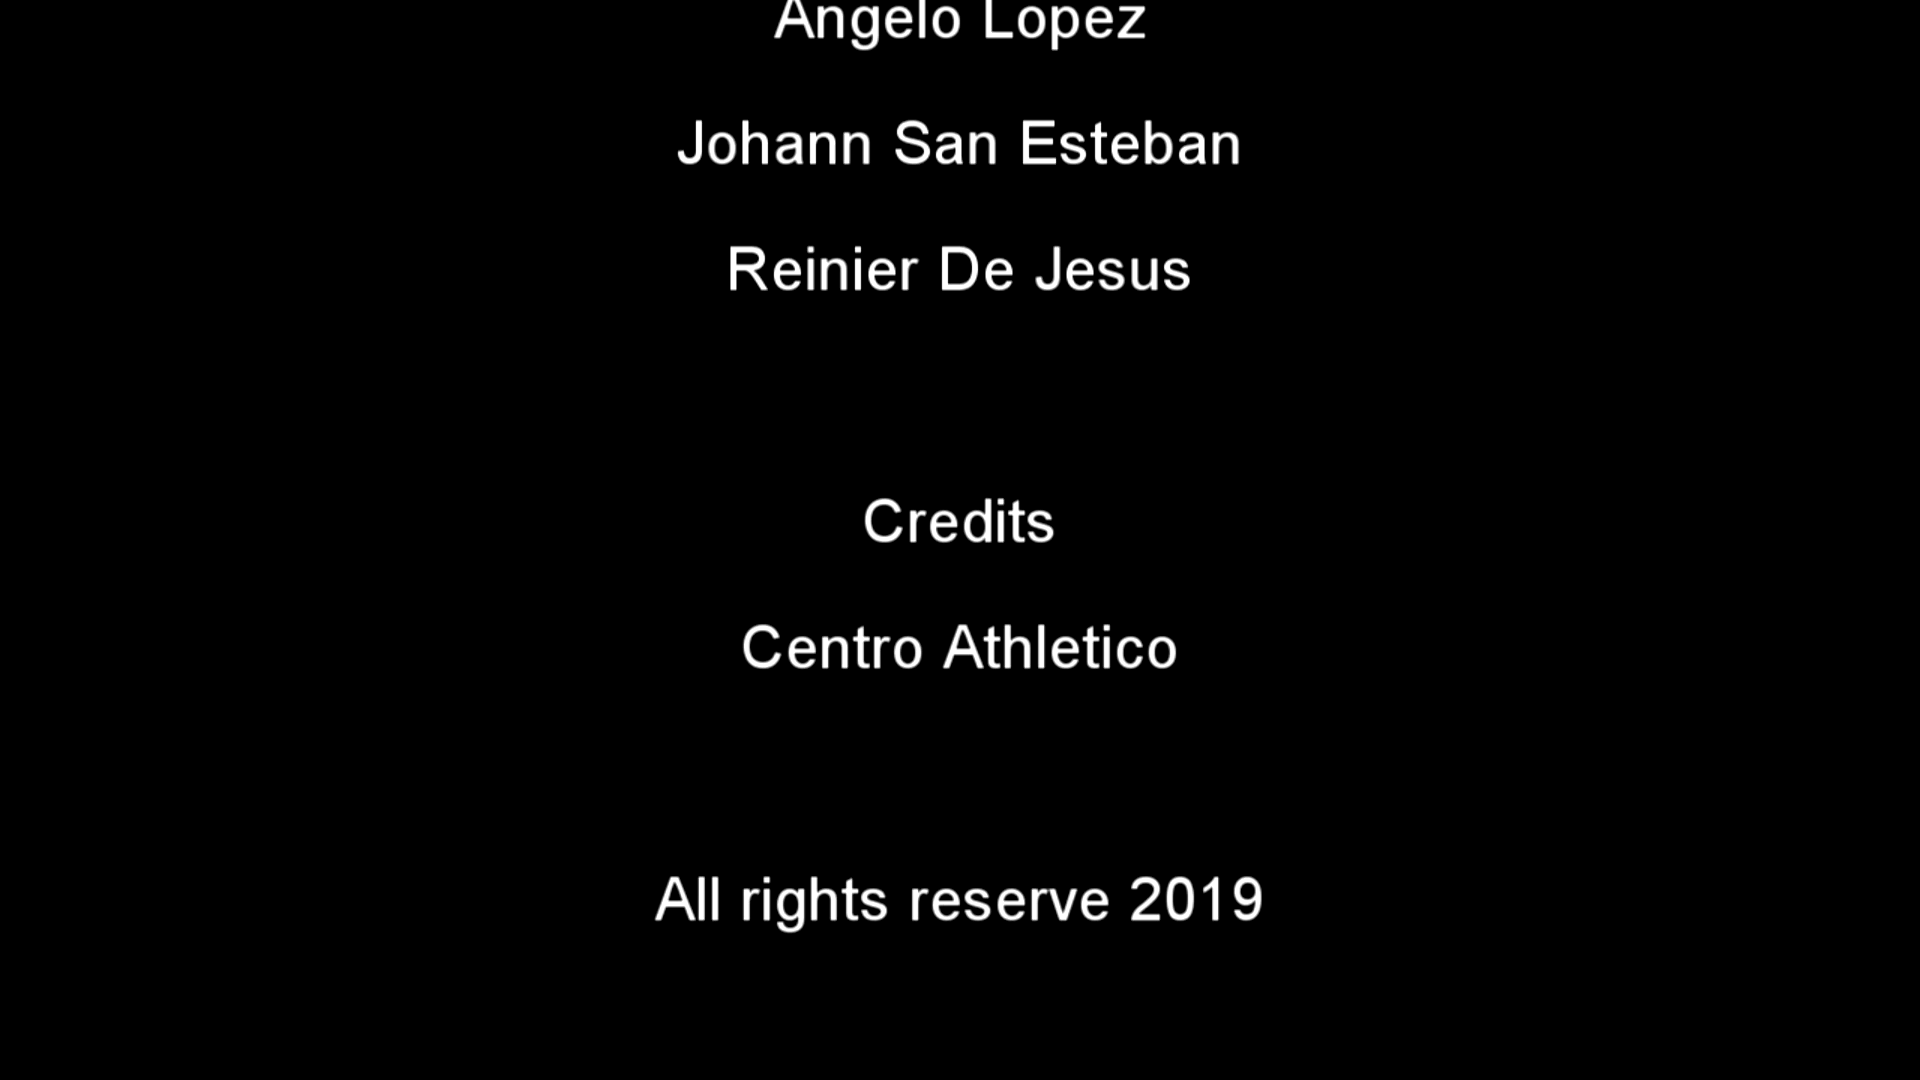 Angelo Lopez
Johann San Esteban
Reinier De Jesus
Credits
Centro Athletico
All rights reserve 2019